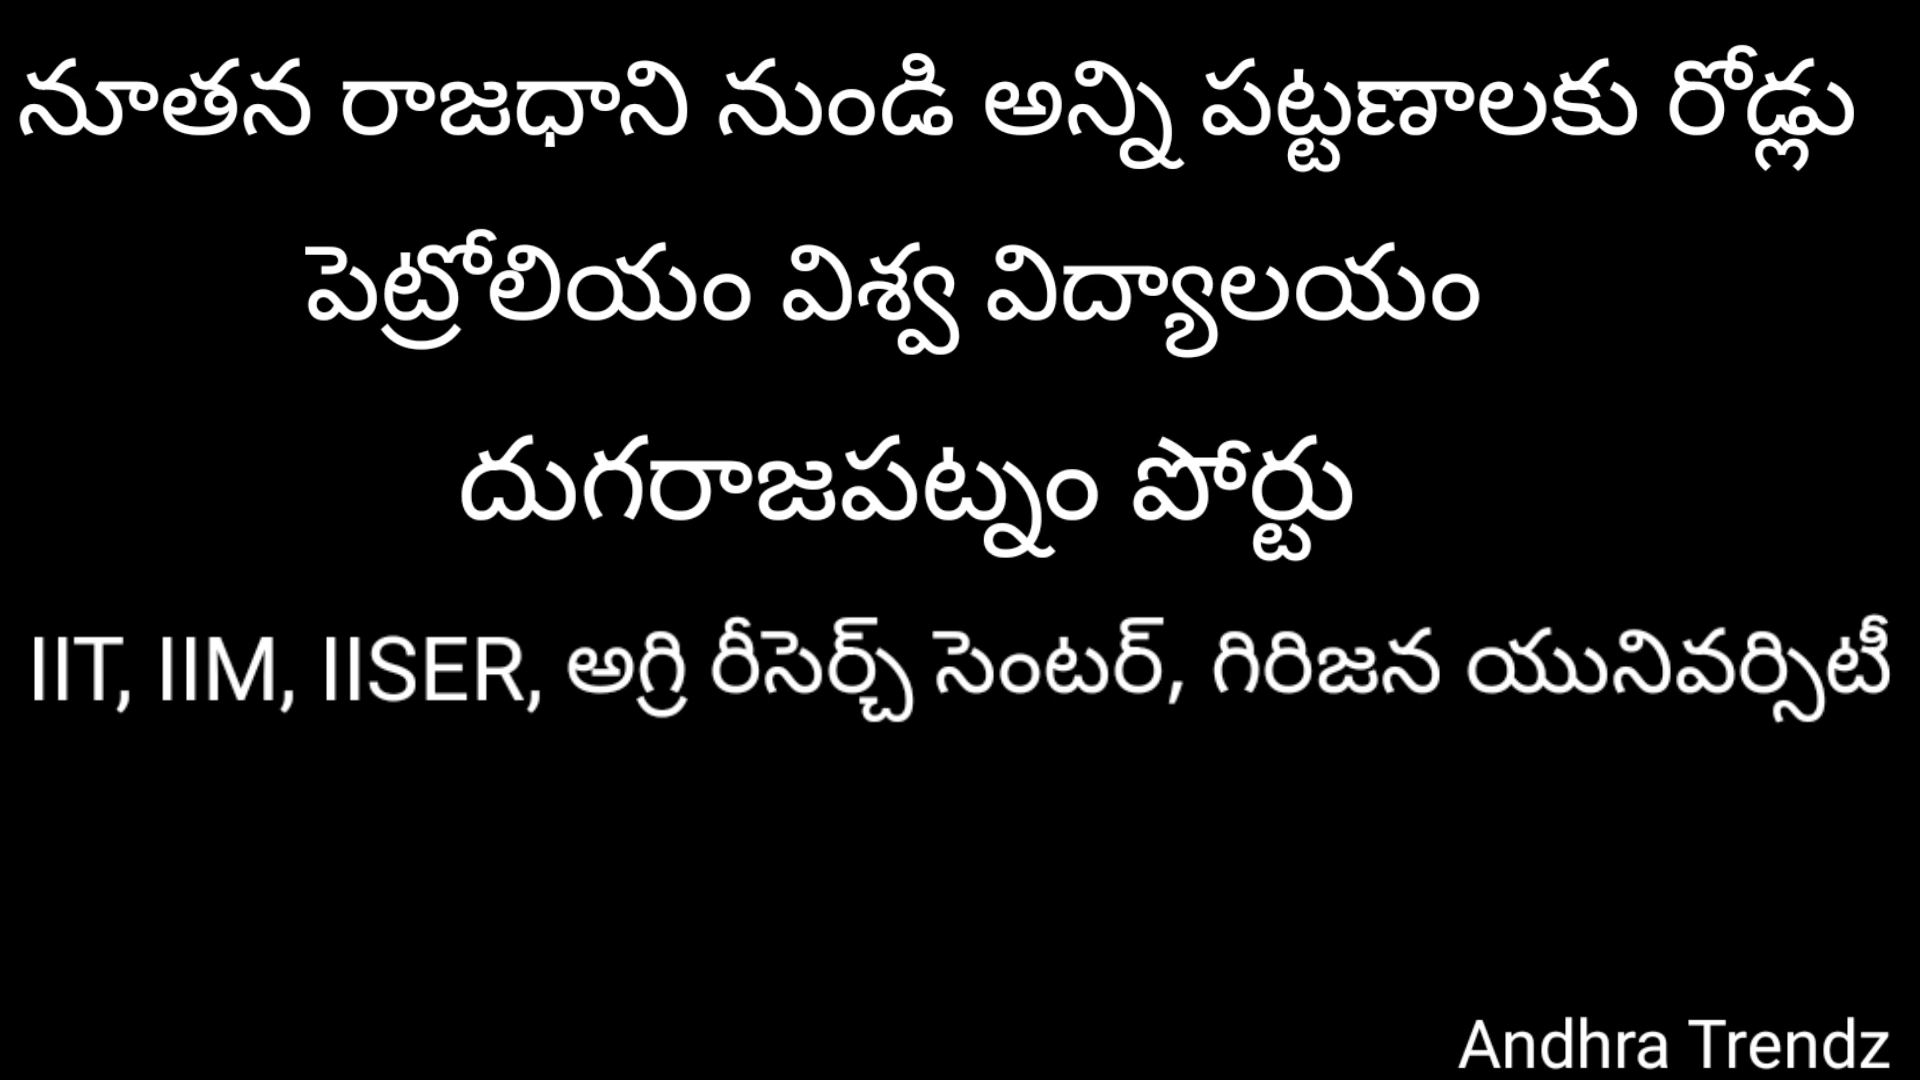 నూతన రాజధాని నుండి అన్ని పట్టణాలకు రోడ్లు
పెట్రోలియం విశ్వ విద్యాలయం
దుగరాజపట్నం పోర్టు
IIT, IIM, IISER, అగ్రి రీసెర్చ్ సెంటర్, గిరిజన యునివర్సిటీ
Andhra Trendz